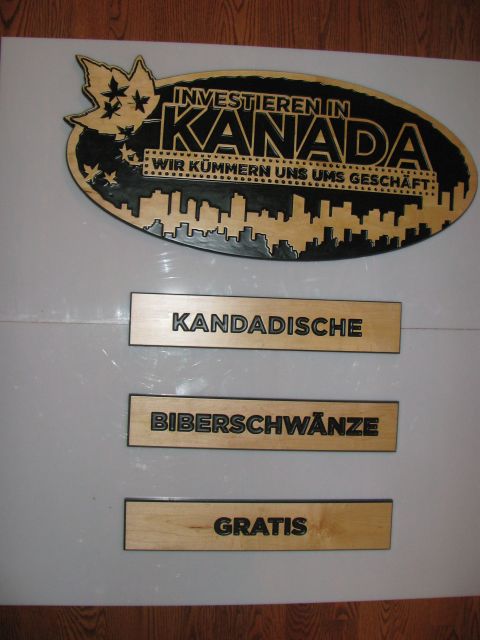 INVESTIEREN IN
KANADA
WIR KÜMMERN UNS UMS GESCHÄFT
KANDADISCHE
BIBERSCHWÄNZE
GRATIS